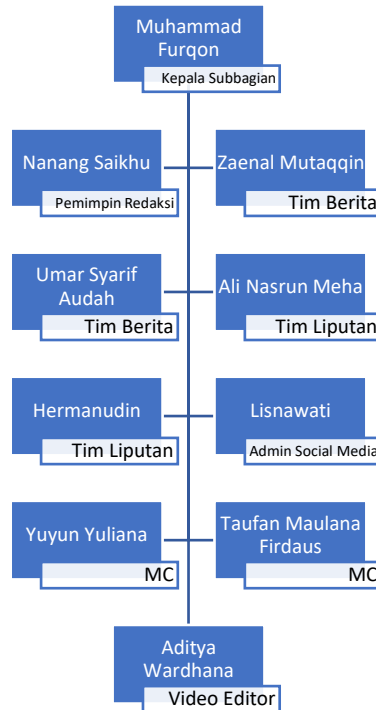 Muhammad
Furqon
Kepala Subbagian
Nanang Saikhu
Pemimpin Redaksi
Zaenal Mutaqqin
Tim Berita
Umar Syarif
Audah
Tim Berita
Ali Nasrun Meha
Tim Liputan
Hermanudin
Tim Liputan
Lisnawati
Admin Social Media
Yuyun Yuliana
MC
Taufan Maulana
Firdaus
MC
Aditya
Wardhana
Video Editor